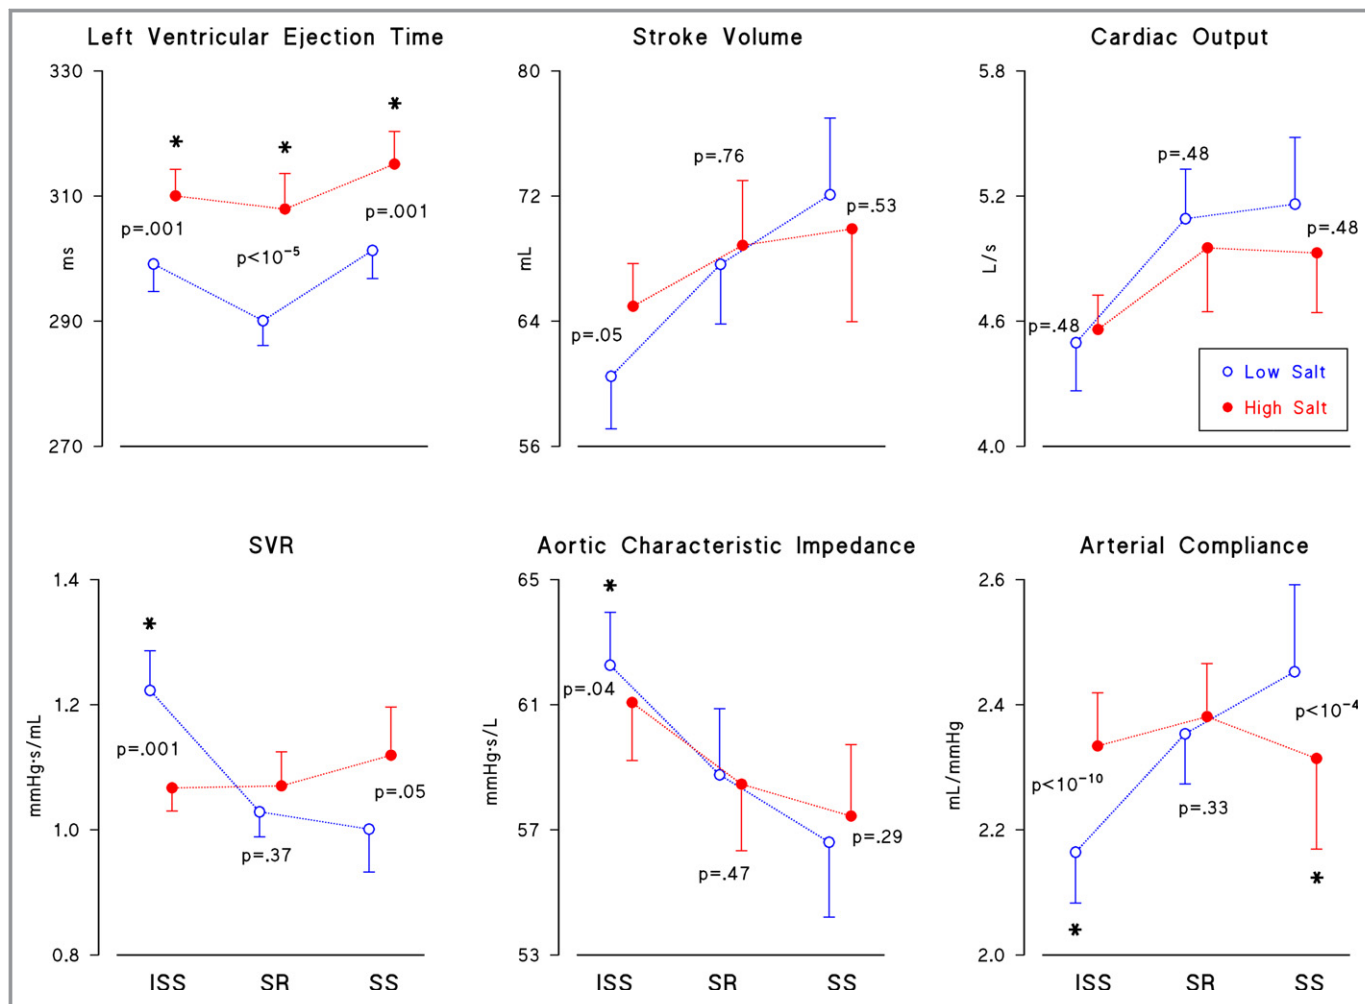 Left Ventricular Ejection Time
330
310
290
270
ms
*
*
*
p=.001
p<10-5
p=.001
Stroke Volume
80
72
64
56
mL
p=.05
p=.76
p=.53
Cardiac Output
5.8
5.2
4.6
4.0
L/s
p=.48
p=.48
p=.48
Low Salt
High Salt
SVR
1.4
1.2
1.0
0.8
mmHg·s/mL
*
p=.001
p=.37
p=.05
ISS SR SS
Aortic Characteristic Impedance
65
61
57
53
mmHg·s/L
*
p=.04
p=.47
p=.29
ISS SR SS
Arterial Compliance
2.6
2.4
2.2
2.0
mL/mmHg
p<10-10
p=.33
p<10-4
*
*
ISS SR SS